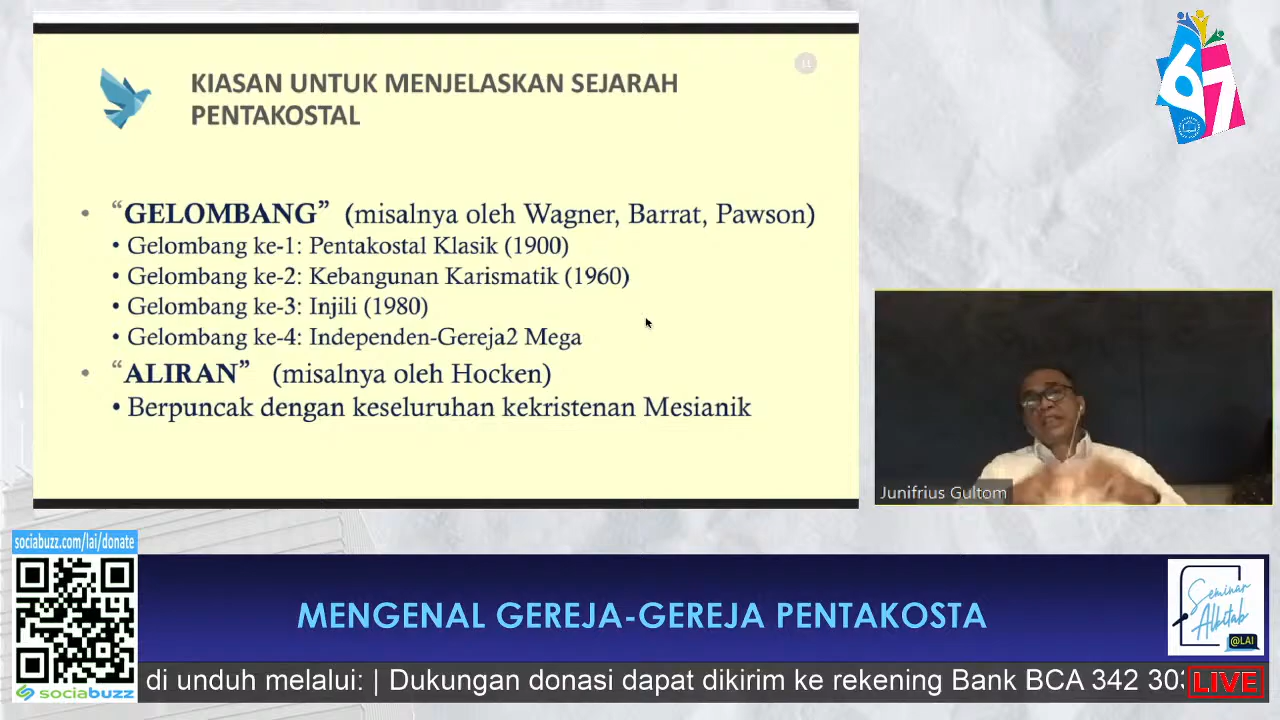 11
KIASAN UNTUK MENJELASKAN SEJARAH
PENTAKOSTAL
• “GELOMBANG” (misalnya oleh Wagner, Barrat, Pawson)
• Gelombang ke-1: Pentakostal Klasik (1900)
• Gelombang ke-2: Kebangunan Karismatik (1960)
• Gelombang ke-3: Injili (1980)
• Gelombang ke-4: Independen-Gereja2 Mega
• “ALIRAN” (misalnya oleh Hocken)
• Berpuncak dengan keseluruhan kekristenan Mesianik
67
Junifrius Gultom
sociabuzz.com/lai/donate
sociabuzz
MENGENAL GEREJA-GEREJA PENTAKOSTA
Seminar
Alkitab
@LAI
di unduh melalui: | Dukungan donasi dapat dikirim ke rekening Bank BCA 342 303
LIVE